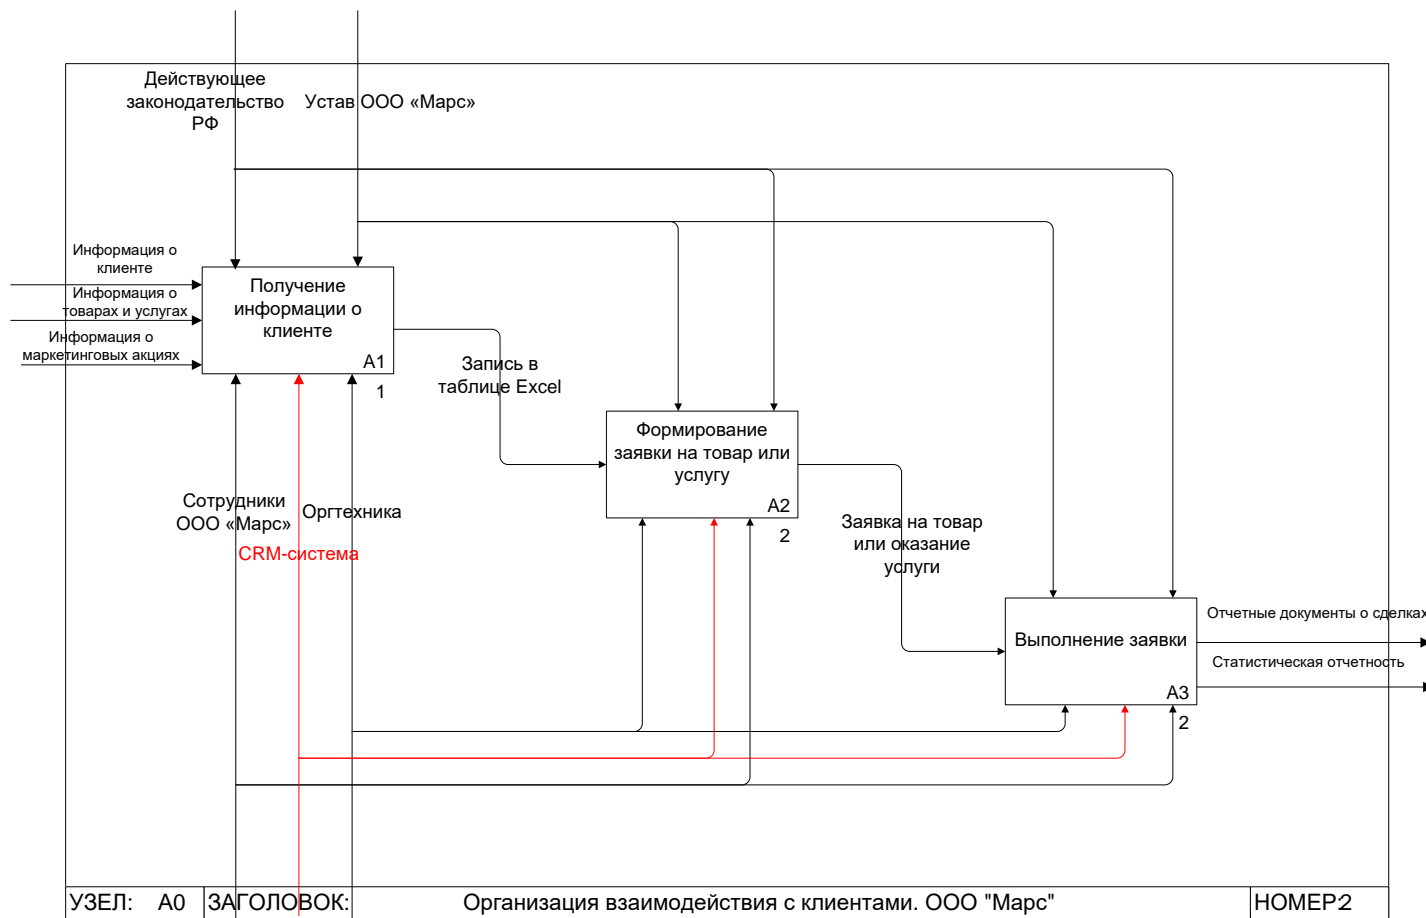 Действующее
законодательство
РФ
Устав ООО «Марс»
Информация о
клиенте
Информация о
товарах и услугах
Информация о
маркетинговых акциях
Получение
информации о
клиенте
A1
1
Запись в
таблице Excel
Формирование
заявки на товар или
услугу
A2
2
Сотрудники
ООО «Марс»
Оргтехника
CRM-система
Заявка на товар
или оказание
услуги
Выполнение заявки
A3
2
Отчетные документы о сделках
Статистическая отчетность
УЗЕЛ: A0
ЗАГОЛОВОК:
Организация взаимодействия с клиентами. ООО "Марс"
НОМЕР:2